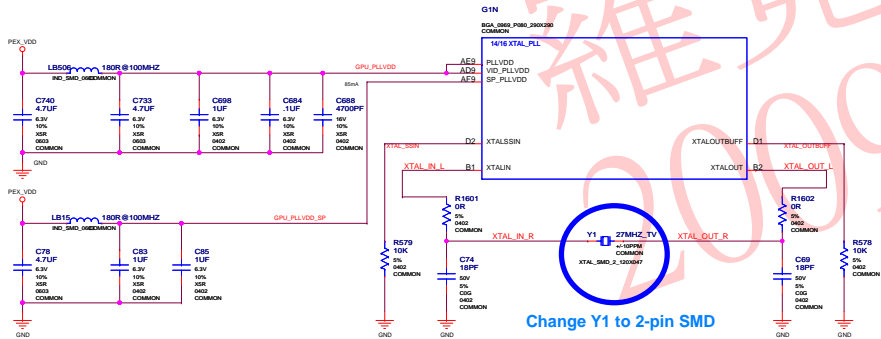 G1N
BGA_0969_P080_290X290
COMMON
14/16 XTAL_PLL
PEX_VDD
LB506
180R@100MHZ
IND_SMD_0603
COMMON
GPU_PLLVDD
AE9
PLLVDD
AD9
VID_PLLVDD
AF9
SP_PLLVDD
85mA
C740
4.7UF
6.3V
10%
X5R
0603
COMMON
C733
4.7UF
6.3V
10%
X5R
0603
COMMON
C698
1UF
6.3V
10%
X5R
0402
COMMON
C684
.1UF
6.3V
10%
X5R
0402
COMMON
C688
4700PF
16V
10%
X5R
0402
COMMON
GND
XTAL_SSIN
D2
XTALSSIN
XTAL_IN_L
B1
XTALIN
XTALOUTBUFF
D1
XTAL_OUTBUFF
XTALOUT
B2
XTAL_OUT_L
PEX_VDD
LB15
180R@100MHZ
IND_SMD_0603
COMMON
GPU_PLLVDD_SP
R1601
0R
5%
0402
COMMON
R1602
0R
5%
0402
COMMON
XTAL_IN_R
Y1
27MHZ_TV
+/-10PPM
COMMON
XTAL_SMD_2_120X047
XTAL_OUT_R
R579
10K
5%
0402
COMMON
R578
10K
5%
0402
COMMON
C78
4.7UF
6.3V
10%
X5R
0603
COMMON
C83
1UF
6.3V
10%
X5R
0402
COMMON
C85
1UF
6.3V
10%
X5R
0402
COMMON
C74
18PF
50V
5%
C0G
0402
COMMON
C69
18PF
50V
5%
C0G
0402
COMMON
GND
GND
GND
GND
GND
Change Y1 to 2-pin SMD